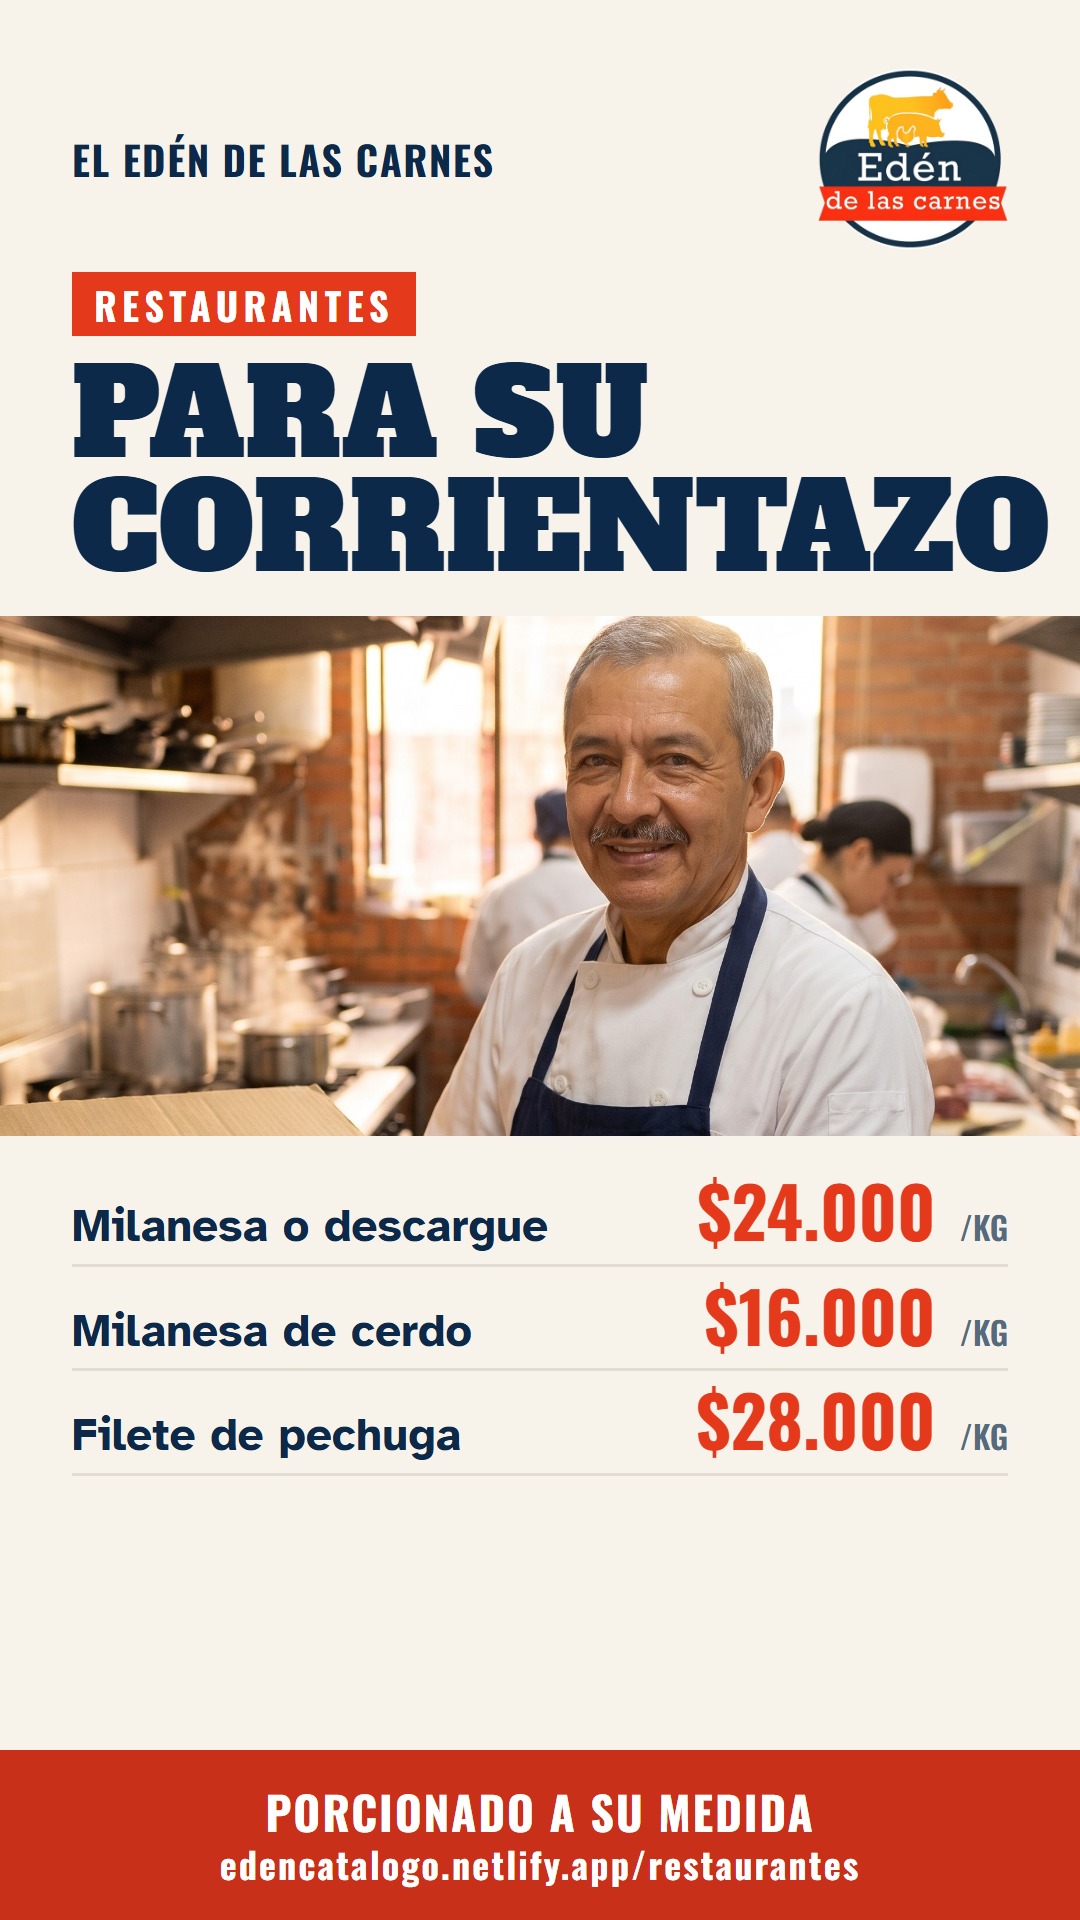 EL EDÉN DE LAS CARNES
Edén
de las carnes
RESTAURANTES
PARA SU
CORRIENTAZO
Milanesa o descargue $24.000 /KG
Milanesa de cerdo $16.000 /KG
Filete de pechuga $28.000 /KG
PORCIONADO A SU MEDIDA
edencatalogo.netlify.app/restaurantes